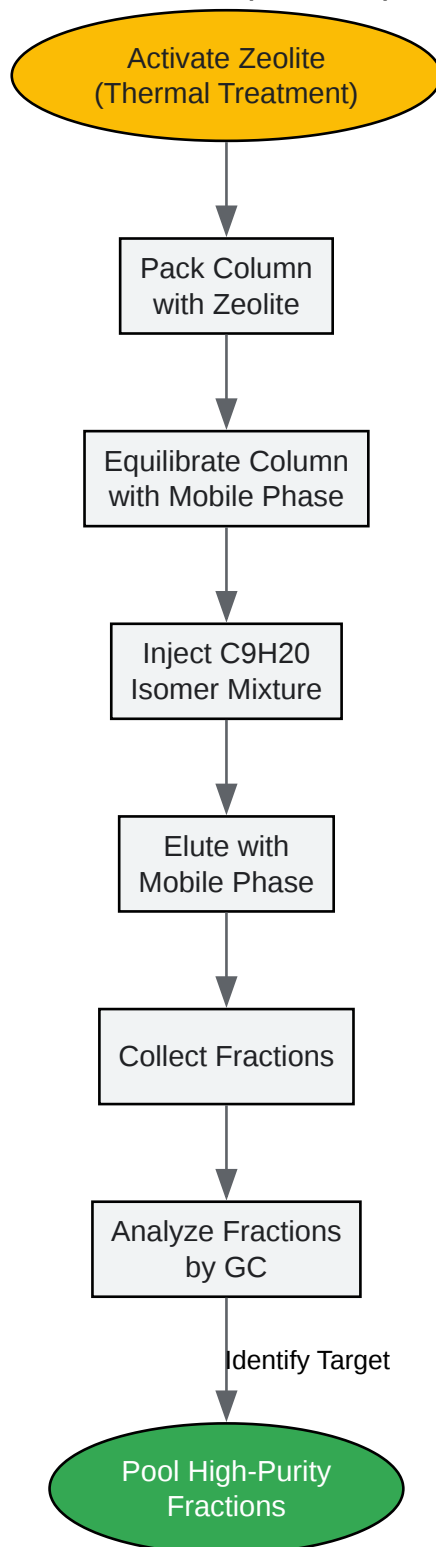 Activate Zeolite
(Thermal Treatment)
Pack Column
with Zeolite
Equilibrate Column
with Mobile Phase
Inject C9H20
Isomer Mixture
Elute with
Mobile Phase
Collect Fractions
Analyze Fractions
by GC
Identify Target
Pool High-Purity
Fractions